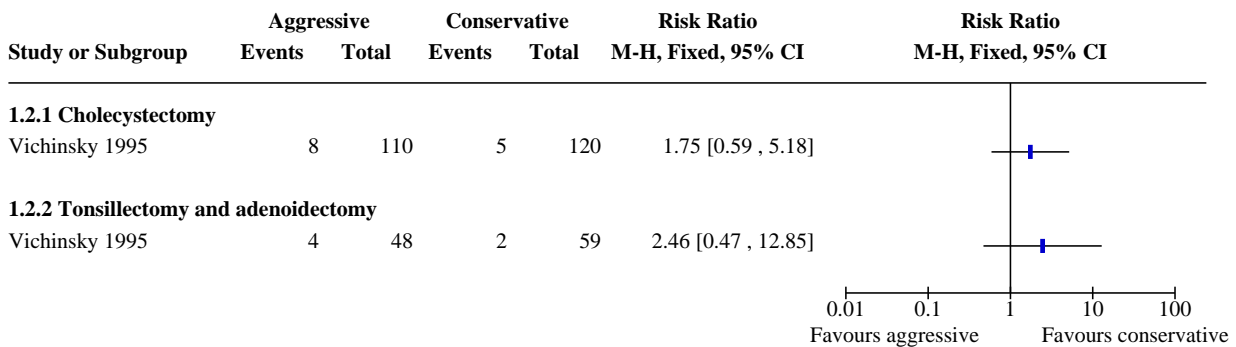 Aggressive Conservative Risk Ratio Risk Ratio
Study or Subgroup Events Total Events Total M-H, Fixed, 95% CI M-H, Fixed, 95% CI
1.2.1 Cholecystectomy
Vichinsky 1995 8 110 5 120 1.75 [0.59 , 5.18]
1.2.2 Tonsillectomy and adenoidectomy
Vichinsky 1995 4 48 2 59 2.46 [0.47 , 12.85]
0.01 0.1 1 10 100
Favours aggressive Favours conservative